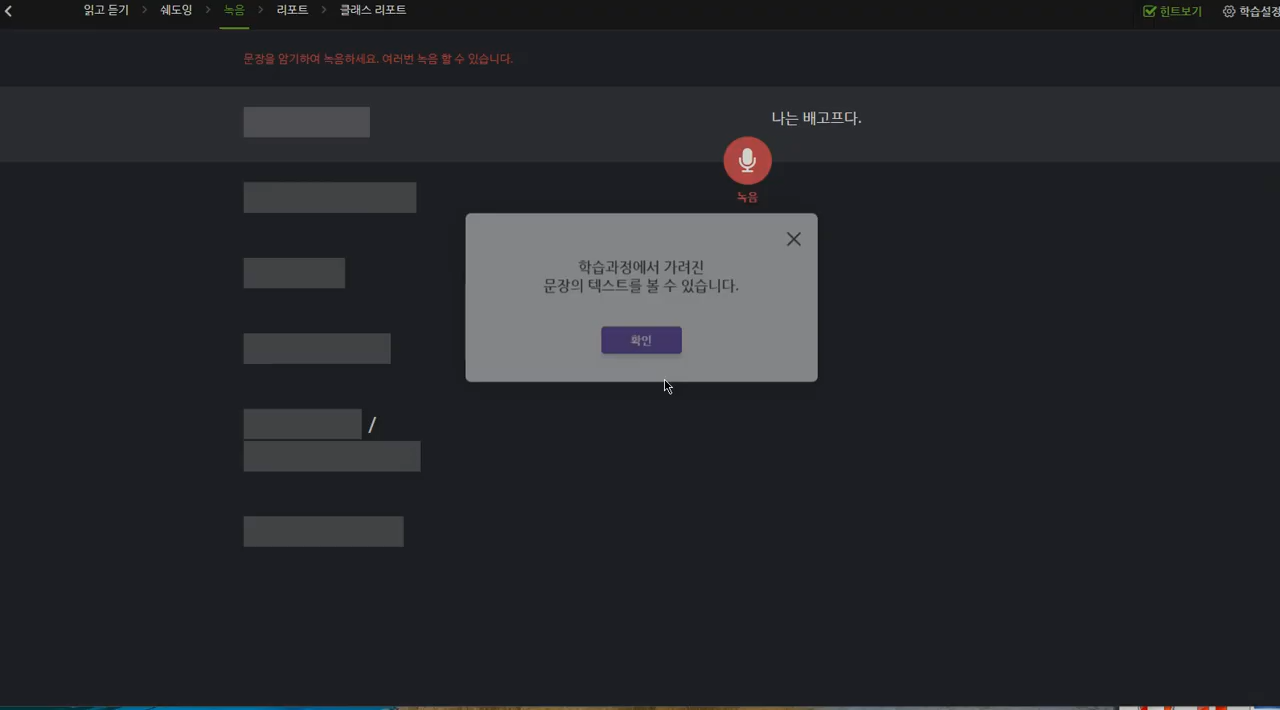 읽고 듣기 > 쉐도잉 > 녹음 > 리포트 > 클래스 리포트
힌트보기
학습설정
문장을 암기하여 녹음하세요. 여러번 녹음 할 수 있습니다.
나는 배고프다.
녹음
학습과정에서 가려진
문장의 텍스트를 볼 수 있습니다.
확인
/